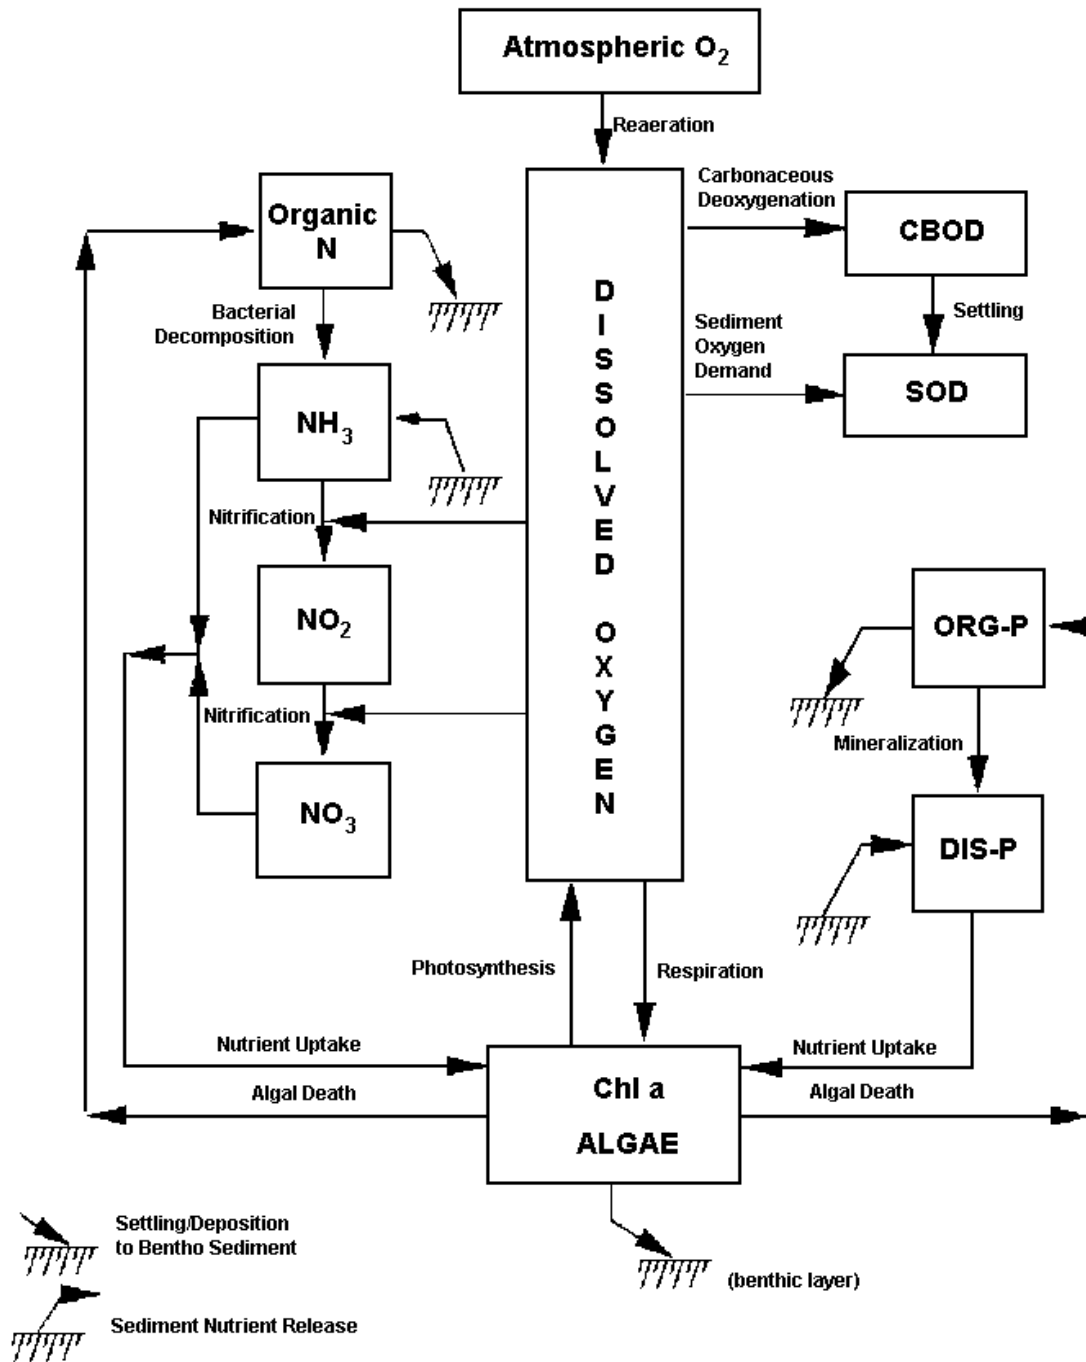 Atmospheric O₂
Reaeration
Carbonaceous
Deoxygenation
CBOD
Settling
Sediment
Oxygen
Demand
SOD
Organic
N
Bacterial
Decomposition
NH₃
Nitrification
NO₂
Nitrification
NO₃
DISSOLVED OXYGEN
ORG-P
Mineralization
DIS-P
Photosynthesis
Respiration
Nutrient Uptake
Nutrient Uptake
Algal Death
Algal Death
Chl a
ALGAE
Settling/Deposition
to Bentho Sediment
(benthic layer)
Sediment Nutrient Release